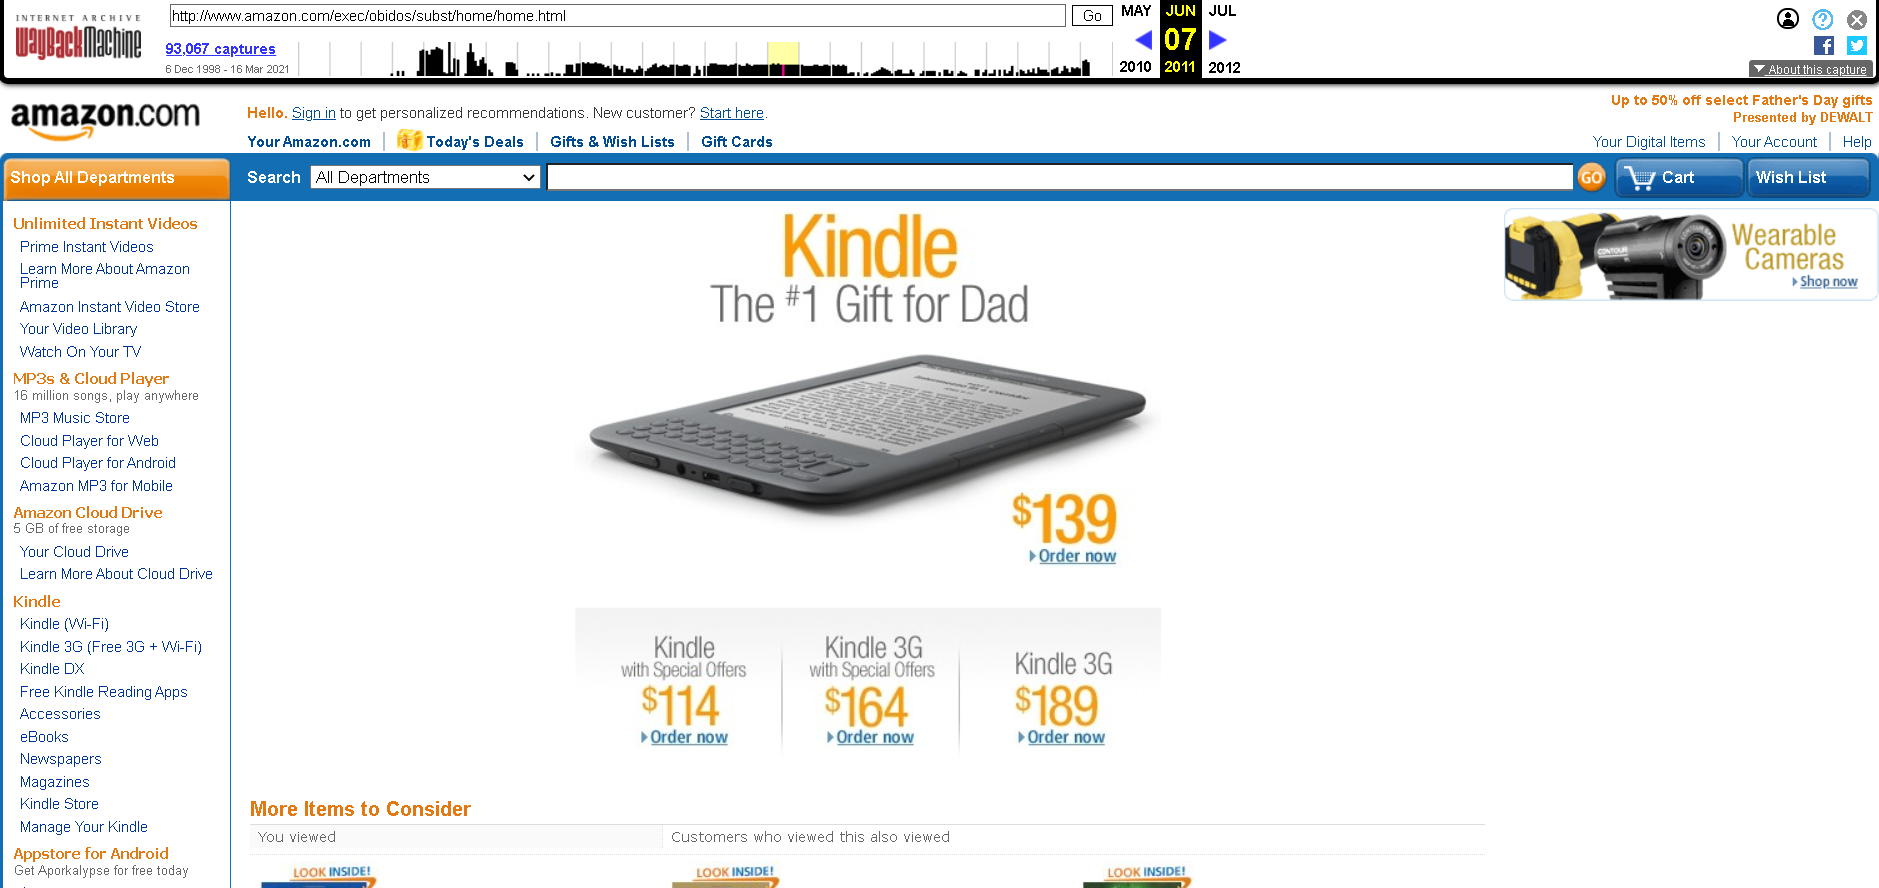 INTERNET ARCHIVE
WayBackMachine
http://www.amazon.com/exec/obidos/subst/home/home.html
Go
93,067 captures
6 Dec 1998 - 16 Mar 2021
MAY JUN JUL
07
2010 2011 2012
About this capture
amazon.com
Hello. Sign in to get personalized recommendations. New customer? Start here.
Up to 50% off select Father's Day gifts
Presented by DEWALT
Your Amazon.com
Today's Deals
Gifts & Wish Lists
Gift Cards
Your Digital Items
Your Account
Help
Shop All Departments
Search
All Departments
GO
Cart
Wish List
Unlimited Instant Videos
Prime Instant Videos
Learn More About Amazon
Prime
Amazon Instant Video Store
Your Video Library
Watch On Your TV
MP3s & Cloud Player
16 million songs, play anywhere
MP3 Music Store
Cloud Player for Web
Cloud Player for Android
Amazon MP3 for Mobile
Amazon Cloud Drive
5 GB of free storage
Your Cloud Drive
Learn More About Cloud Drive
Kindle
Kindle (Wi-Fi)
Kindle 3G (Free 3G + Wi-Fi)
Kindle DX
Free Kindle Reading Apps
Accessories
eBooks
Newspapers
Magazines
Kindle Store
Manage Your Kindle
Appstore for Android
Get Aporkalypse for free today
Kindle
The #1 Gift for Dad
$139
Order now
Kindle
with Special Offers
$114
Order now
Kindle 3G
with Special Offers
$164
Order now
Kindle 3G
$189
Order now
CONTOUR
Wearable
Cameras
Shop now
More Items to Consider
You viewed
Customers who viewed this also viewed
LOOK INSIDE!
LOOK INSIDE!
LOOK INSIDE!